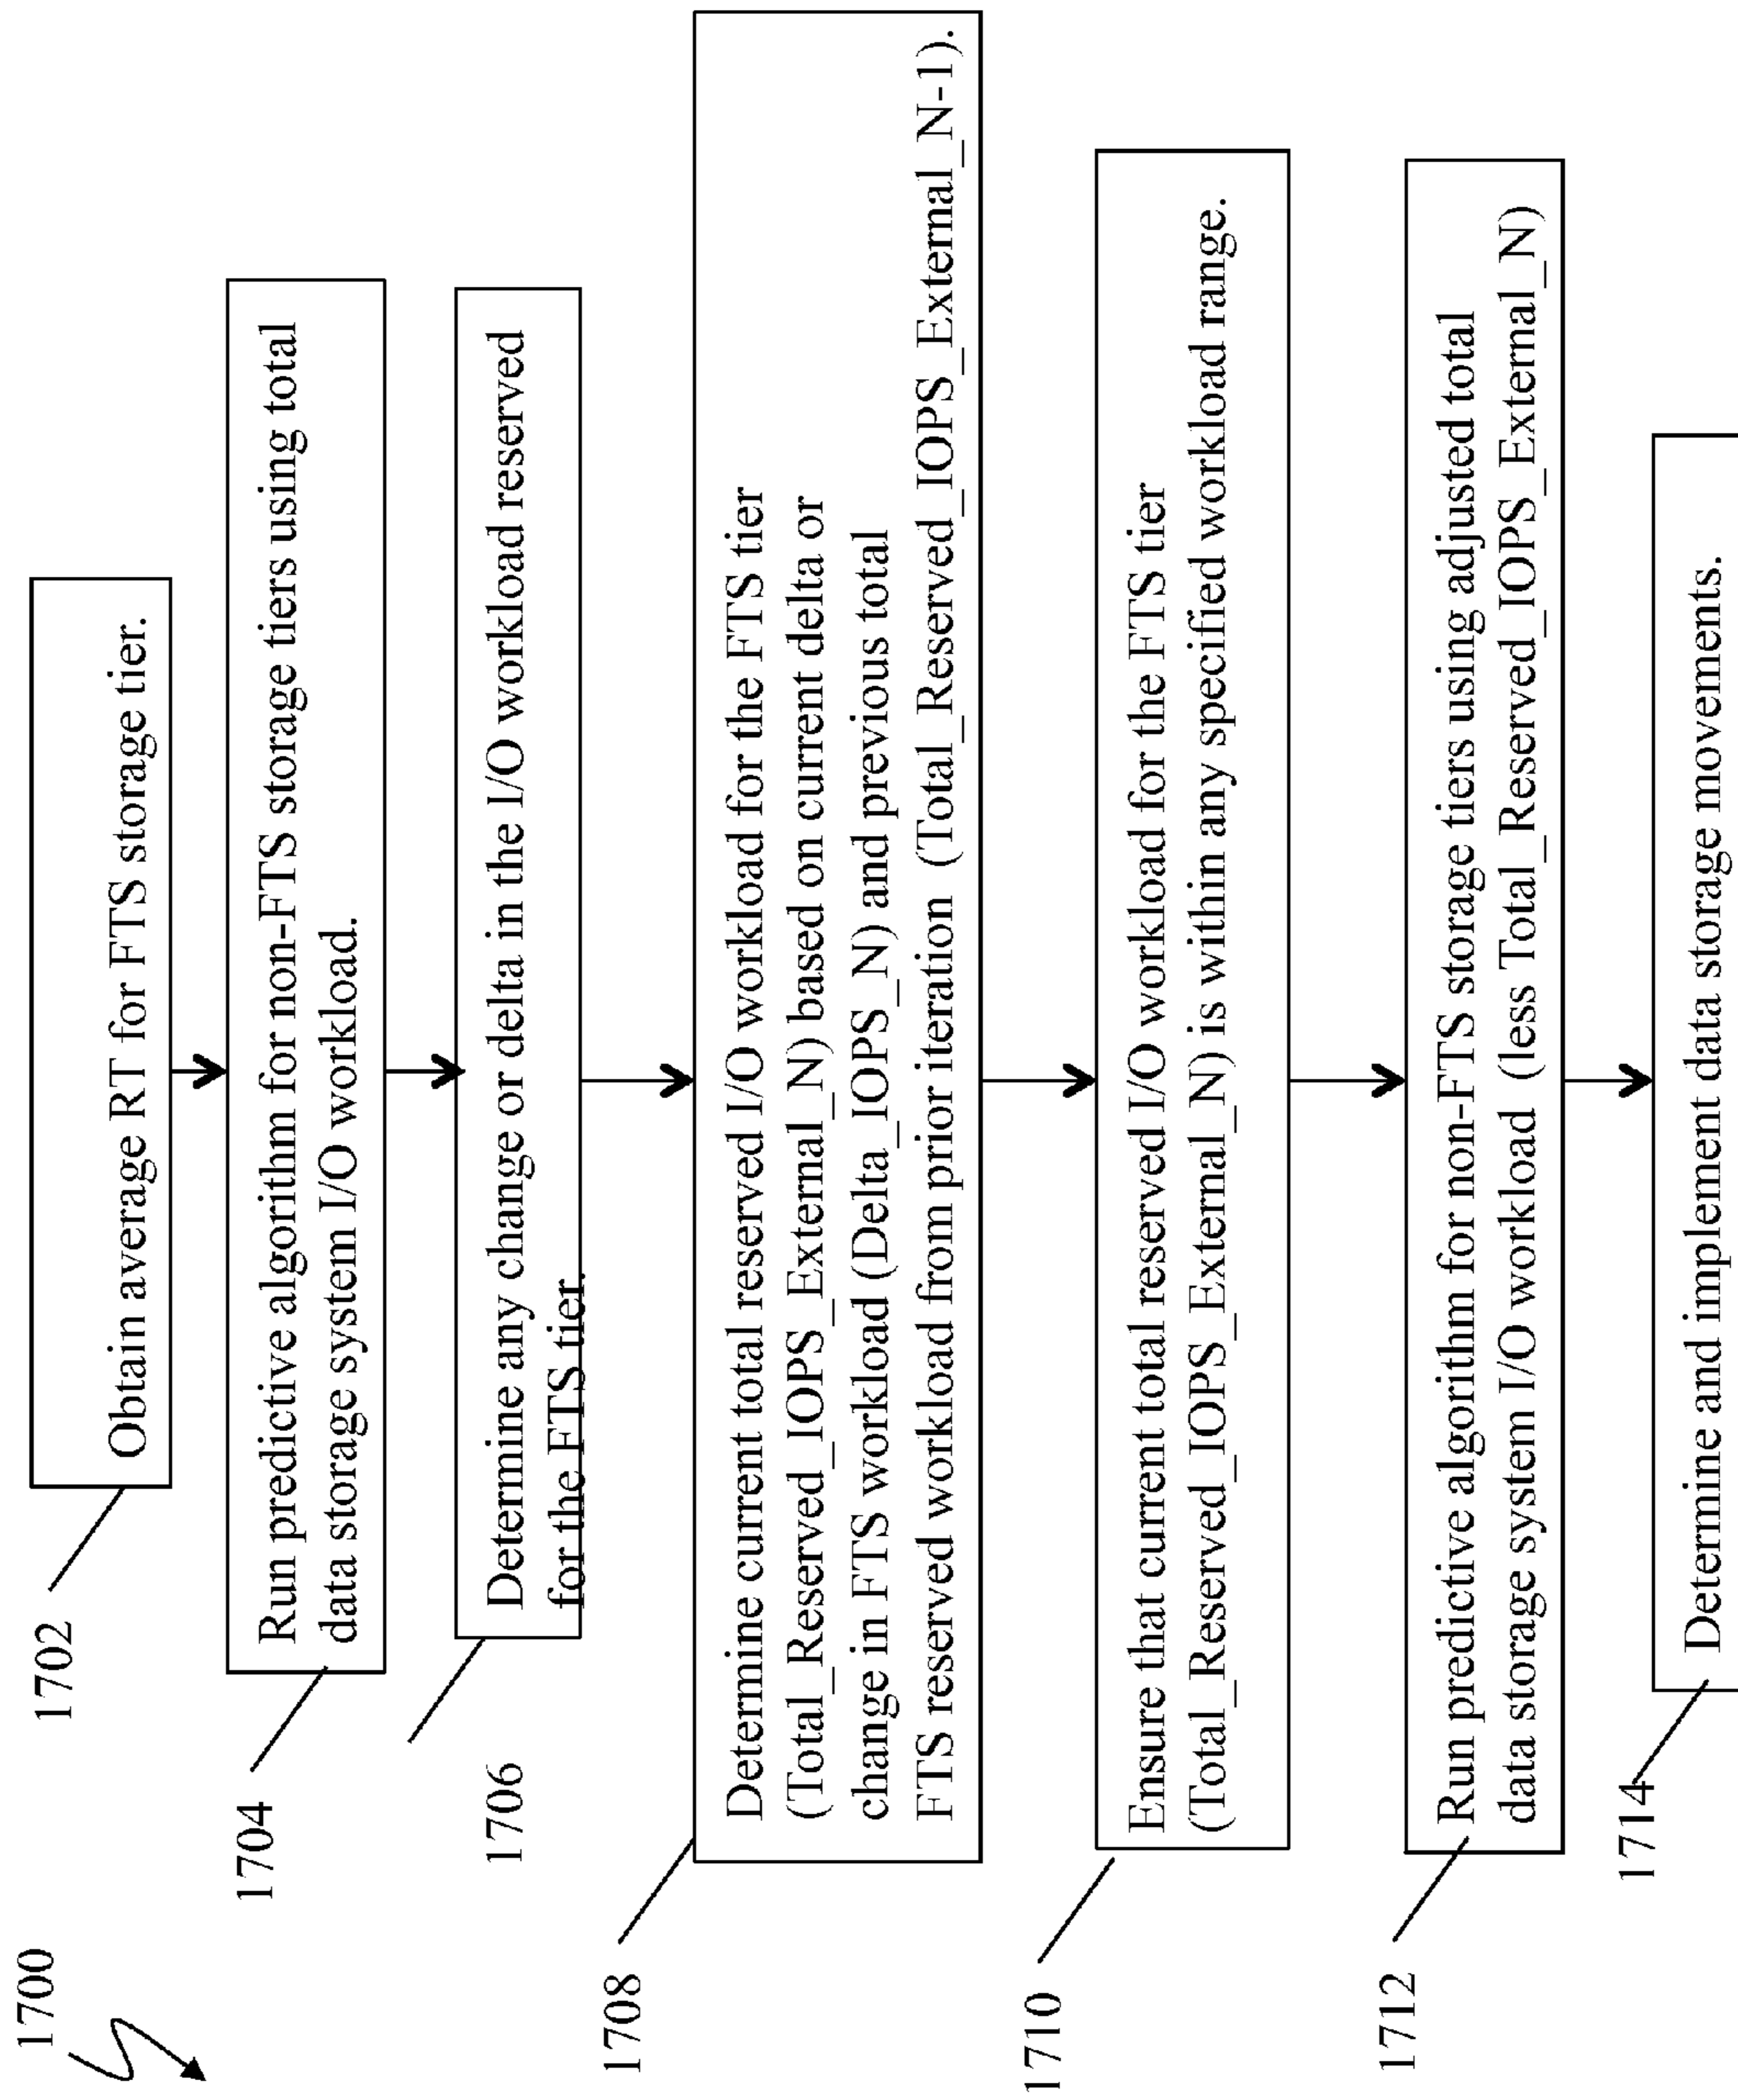 1700
1702
Obtain average RT for FTS storage tier.
1704
Run predictive algorithm for non-FTS storage tiers using total
data storage system I/O workload.
1706
Determine any change or delta in the I/O workload reserved
for the FTS tier.
1708
Determine current total reserved I/O workload for the FTS tier
(Total_Reserved_IOPS_External_N) based on current delta or
change in FTS workload (Delta_IOPS_N) and previous total
FTS reserved workload from prior iteration (Total_Reserved_IOPS_External_N-1).
1710
Ensure that current total reserved I/O workload for the FTS tier
(Total_Reserved_IOPS_External_N) is within any specified workload range.
1712
Run predictive algorithm for non-FTS storage tiers using adjusted total
data storage system I/O workload (less Total_Reserved_IOPS_External_N)
1714
Determine and implement data storage movements.